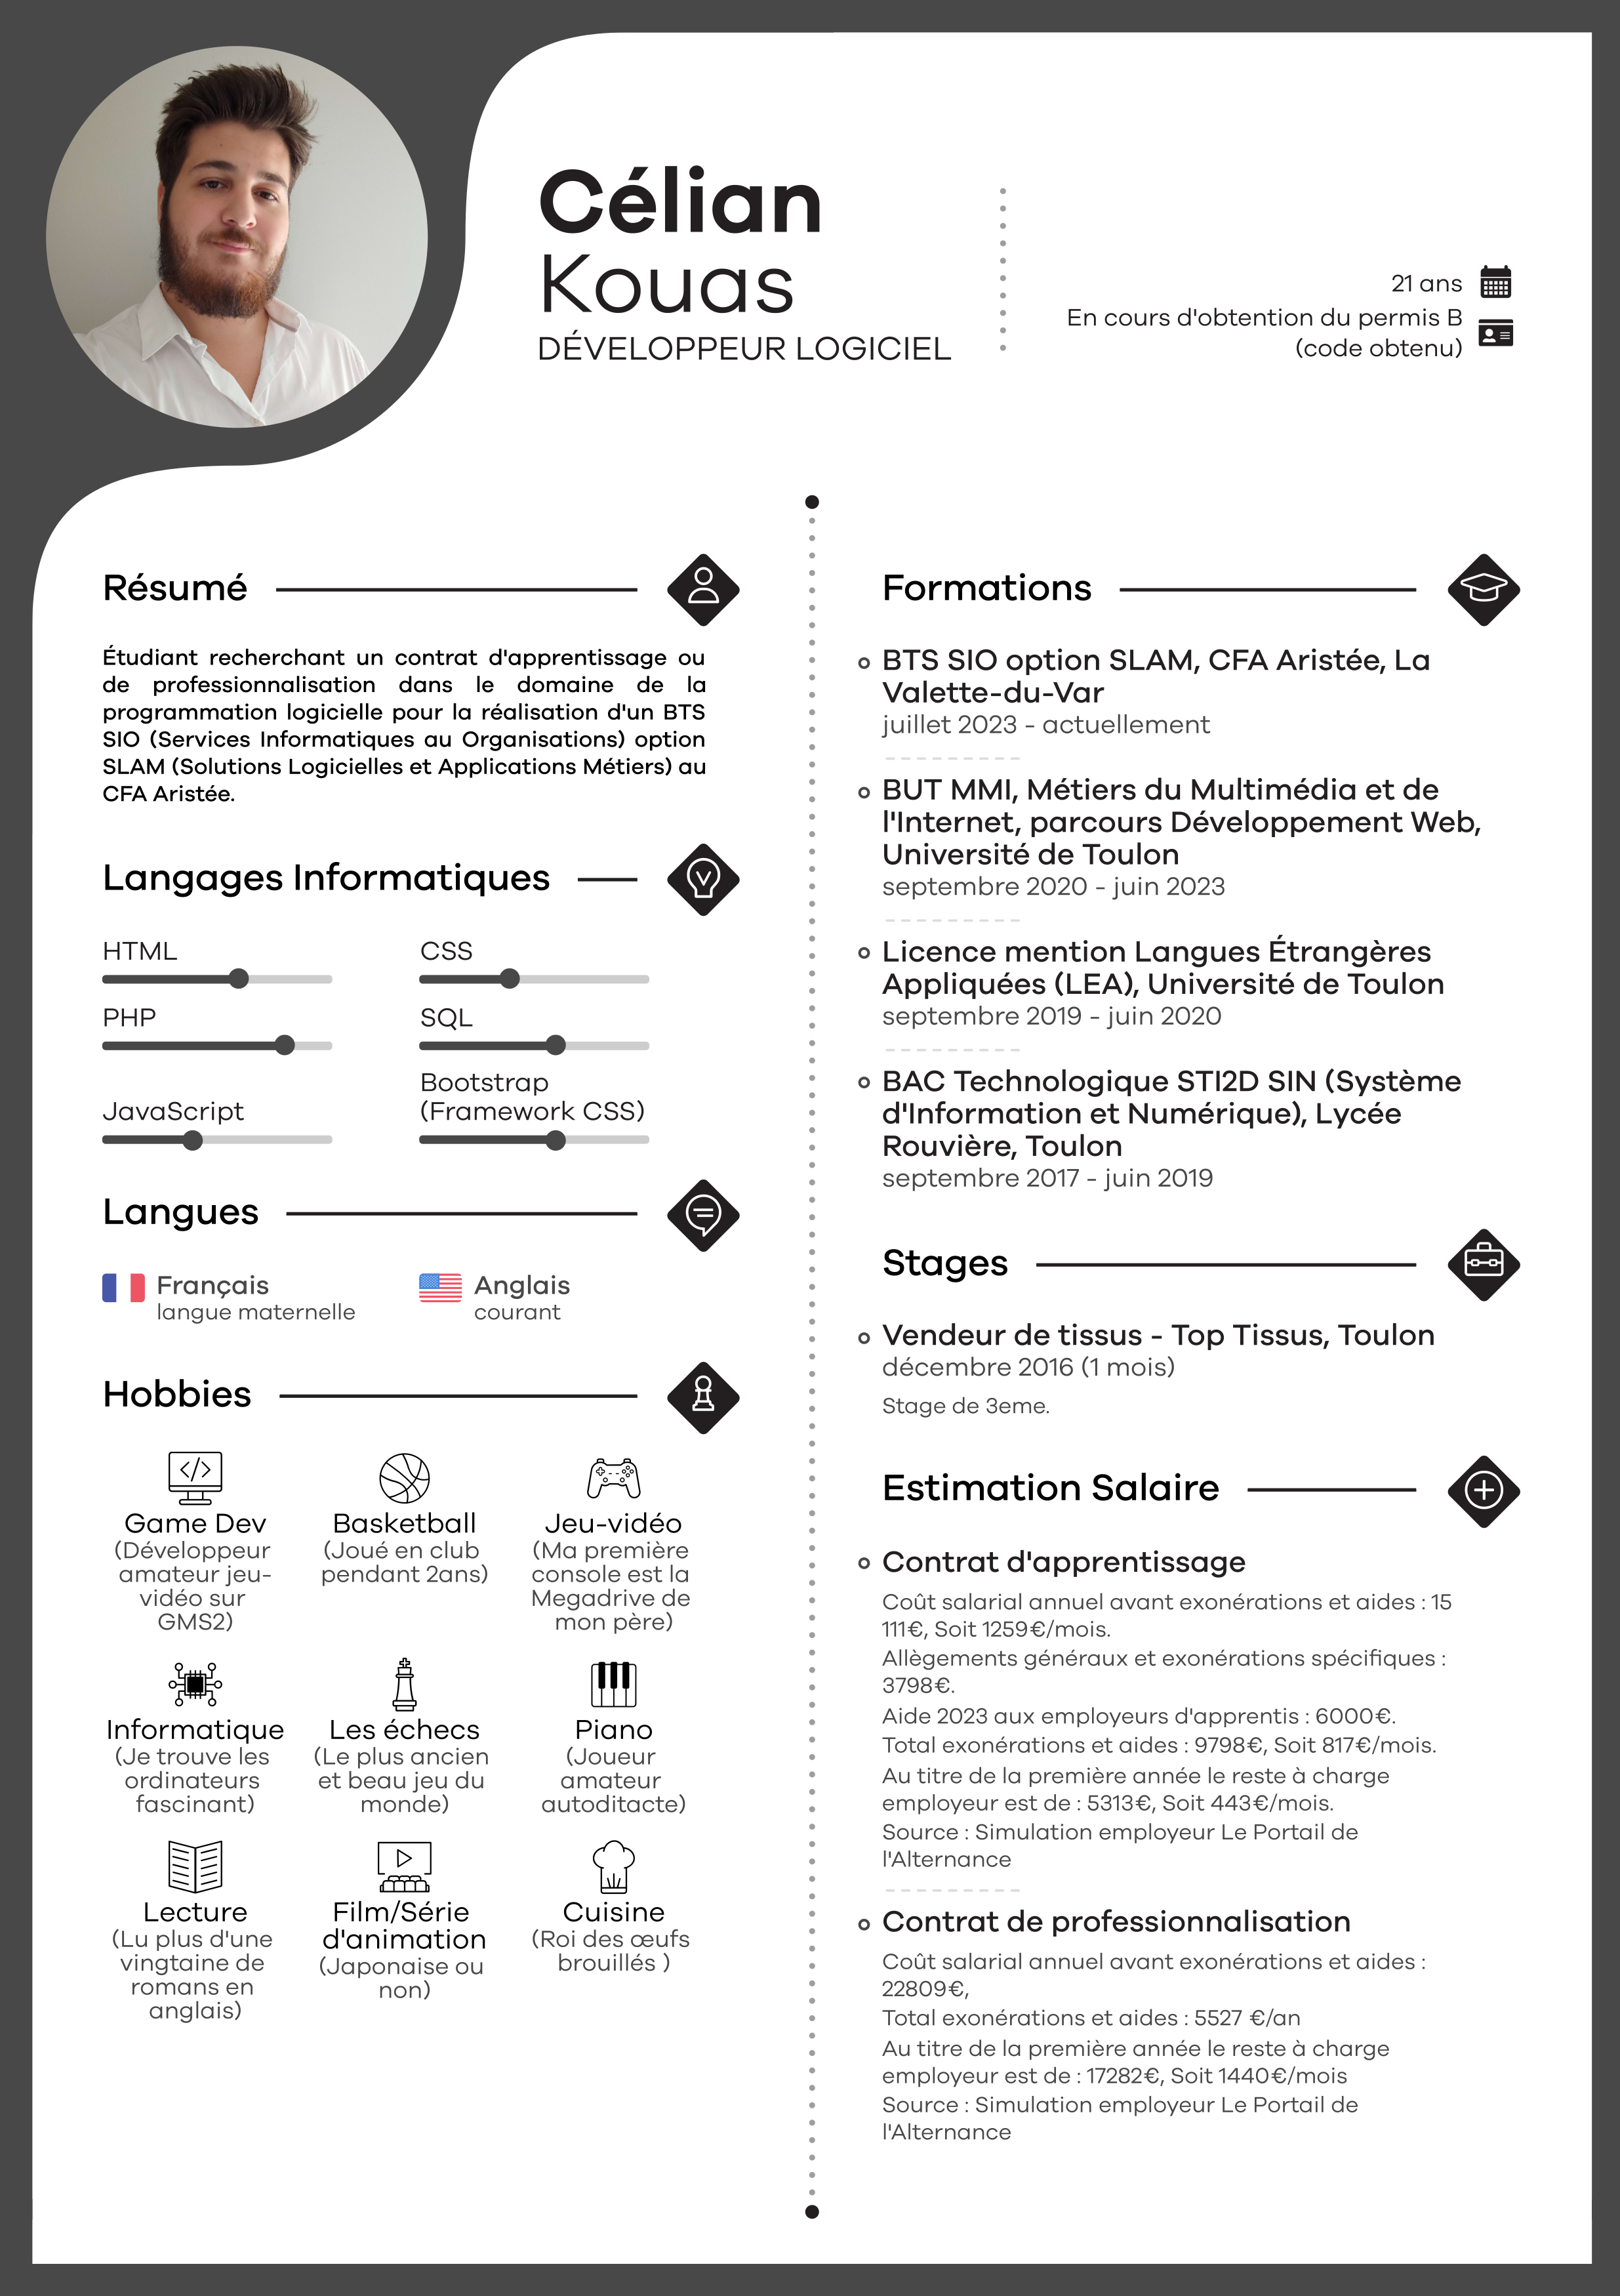 Célian
Kouas
DÉVELOPPEUR LOGICIEL
21 ans
En cours d'obtention du permis B
(code obtenu)
Résumé
Étudiant recherchant un contrat d'apprentissage ou
de professionnalisation dans le domaine de la
programmation logicielle pour la réalisation d'un BTS
SIO (Services Informatiques au Organisations) option
SLAM (Solutions Logicielles et Applications Métiers) au
CFA Aristée.
Langages Informatiques
HTML
CSS
PHP
SQL
JavaScript
Bootstrap
(Framework CSS)
Langues
Français
langue maternelle
Anglais
courant
Hobbies
Game Dev
(Développeur
amateur jeu-
vidéo sur
GMS2)
Basketball
(Joué en club
pendant 2ans)
Jeu-vidéo
(Ma première
console est la
Megadrive de
mon père)
Informatique
(Je trouve les
ordinateurs
fascinant)
Les échecs
(Le plus ancien
et beau jeu du
monde)
Piano
(Joueur
amateur
autoditacte)
Lecture
(Lu plus d'une
vingtaine de
romans en
anglais)
Film/Série
d'animation
(Japonaise ou
non)
Cuisine
(Roi des œufs
brouillés )
Formations
BTS SIO option SLAM, CFA Aristée, La
Valette-du-Var
juillet 2023 - actuellement
BUT MMI, Métiers du Multimédia et de
l'Internet, parcours Développement Web,
Université de Toulon
septembre 2020 - juin 2023
Licence mention Langues Étrangères
Appliquées (LEA), Université de Toulon
septembre 2019 - juin 2020
BAC Technologique STI2D SIN (Système
d'Information et Numérique), Lycée
Rouvière, Toulon
septembre 2017 - juin 2019
Stages
Vendeur de tissus - Top Tissus, Toulon
décembre 2016 (1 mois)
Stage de 3eme.
Estimation Salaire
Contrat d'apprentissage
Coût salarial annuel avant exonérations et aides : 15
111€, Soit 1259€/mois.
Allègements généraux et exonérations spécifiques :
3798€.
Aide 2023 aux employeurs d'apprentis : 6000€.
Total exonérations et aides : 9798€, Soit 817€/mois.
Au titre de la première année le reste à charge
employeur est de : 5313€, Soit 443€/mois.
Source : Simulation employeur Le Portail de
l'Alternance
Contrat de professionnalisation
Coût salarial annuel avant exonérations et aides :
22809€,
Total exonérations et aides : 5527 €/an
Au titre de la première année le reste à charge
employeur est de : 17282€, Soit 1440€/mois
Source : Simulation employeur Le Portail de
l'Alternance